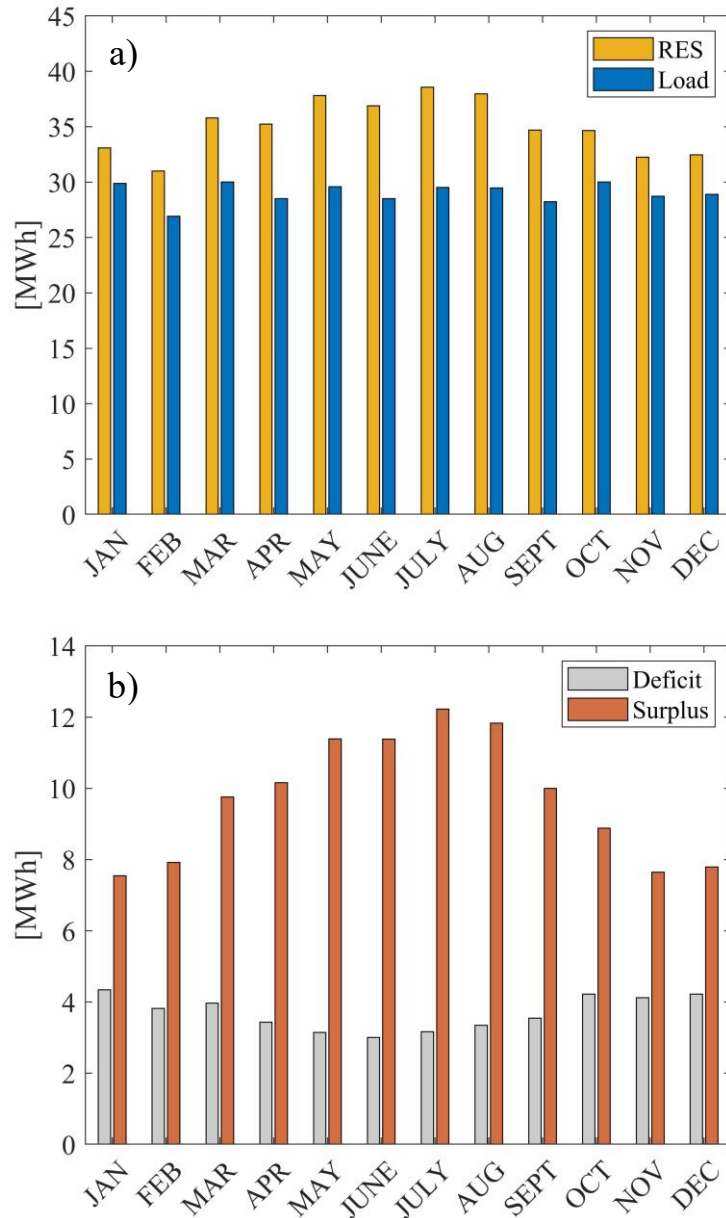 a)
RES
Load
[MWh]
45
40
35
30
25
20
15
10
5
0
JAN FEB MAR APR MAY JUNE JULY AUG SEPT OCT NOV DEC
b)
Deficit
Surplus
[MWh]
14
12
10
8
6
4
2
0
JAN FEB MAR APR MAY JUNE JULY AUG SEPT OCT NOV DEC